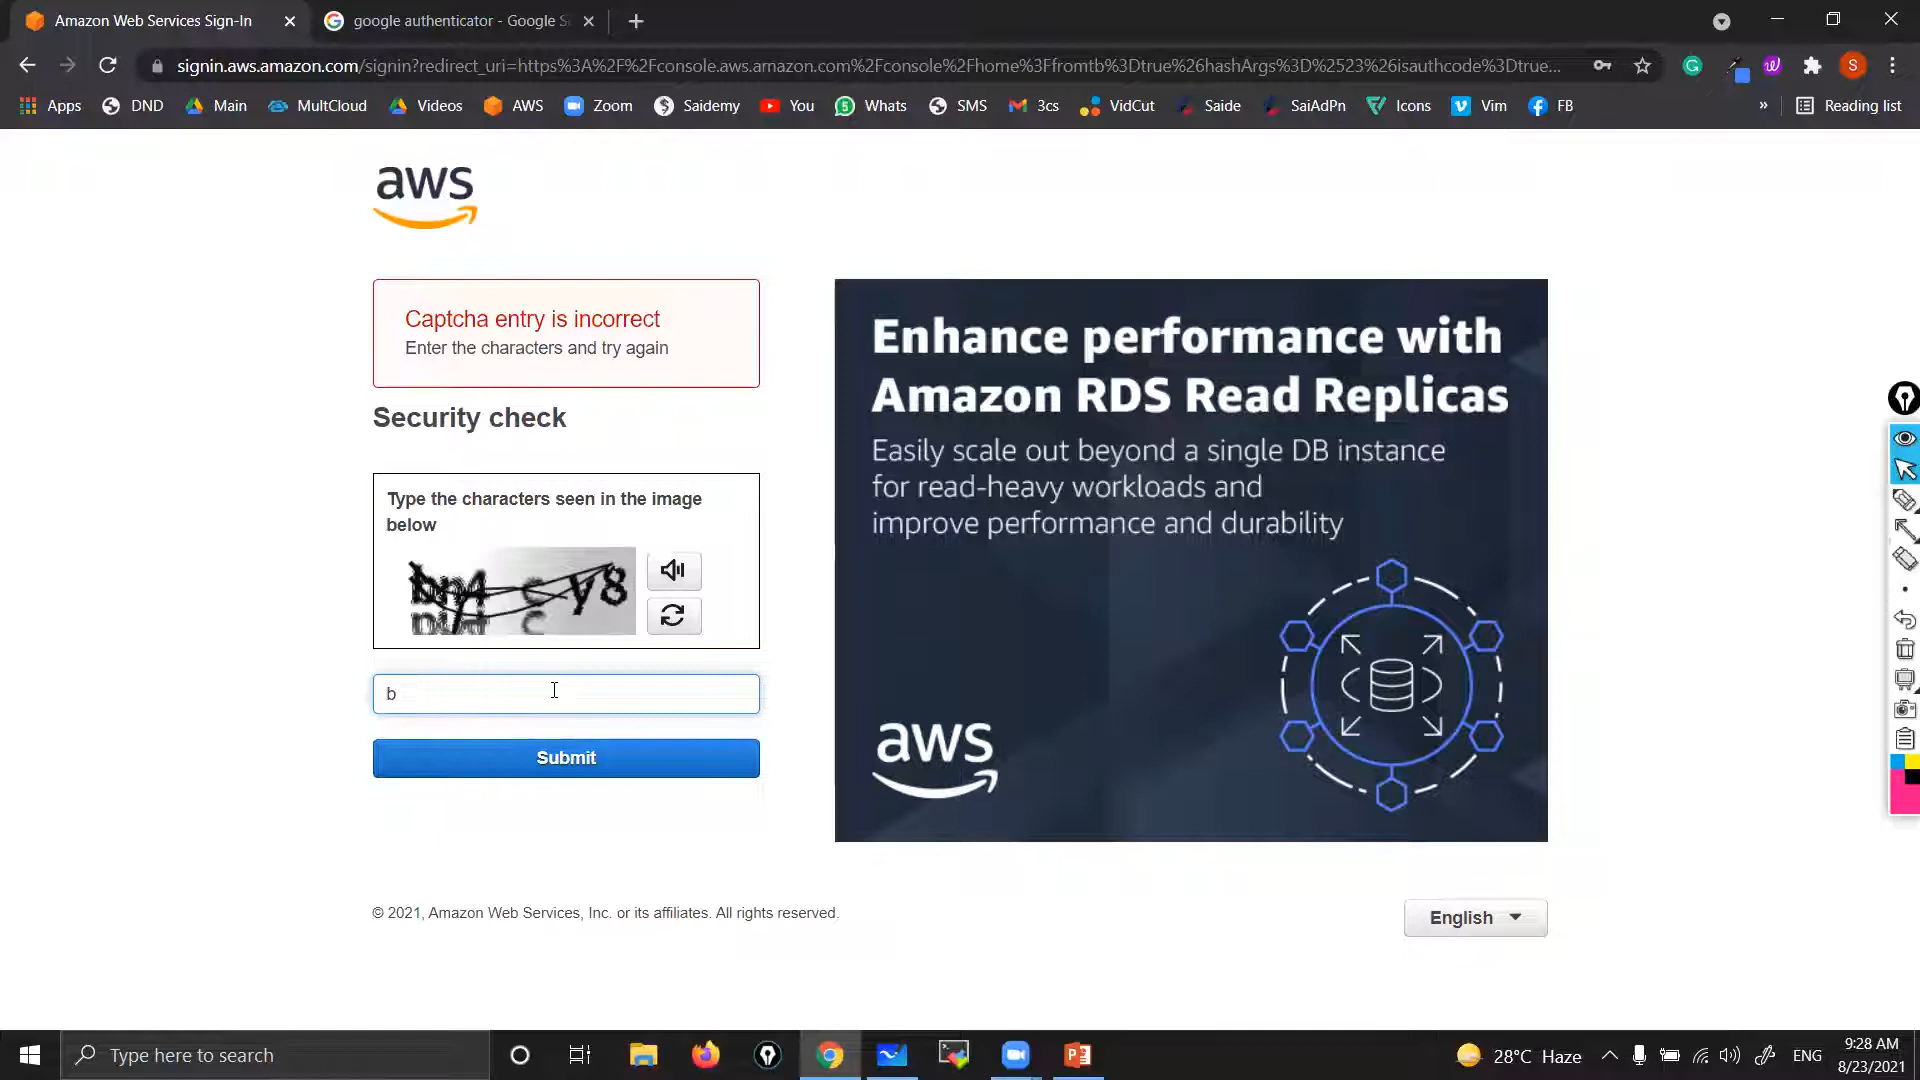 Amazon Web Services Sign-In
google authenticator - Google S
signin.aws.amazon.com/signin?redirect_uri=https%3A%2F%2Fconsole.aws.amazon.com%2Fconsole%2Fhome%3Ffromtb%3Dtrue%26hashArgs%3D%2523%26isauthcode%3Dtrue...
S
Apps DND Main MultCloud Videos AWS Zoom Saidemy You Whats SMS 3cs VidCut Saide SaiAdPn Icons Vim FB » Reading list
aws
Captcha entry is incorrect
Enter the characters and try again
Security check
Type the characters seen in the image
below
b
Submit
Enhance performance with
Amazon RDS Read Replicas
Easily scale out beyond a single DB instance
for read-heavy workloads and
improve performance and durability
aws
© 2021, Amazon Web Services, Inc. or its affiliates. All rights reserved.
English
Type here to search
28°C Haze
ENG
9:28 AM
8/23/2021